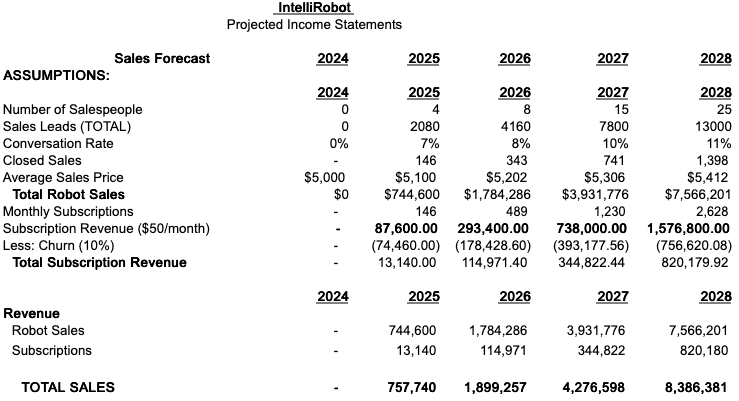 IntelliRobot
Projected Income Statements
Sales Forecast 2024 2025 2026 2027 2028
ASSUMPTIONS:
2024 2025 2026 2027 2028
Number of Salespeople 0 4 8 15 25
Sales Leads (TOTAL) 0 2080 4160 7800 13000
Conversation Rate 0% 7% 8% 10% 11%
Closed Sales - 146 343 741 1,398
Average Sales Price $5,000 $5,100 $5,202 $5,306 $5,412
Total Robot Sales $0 $744,600 $1,784,286 $3,931,776 $7,566,201
Monthly Subscriptions - 146 489 1,230 2,628
Subscription Revenue ($50/month) - 87,600.00 293,400.00 738,000.00 1,576,800.00
Less: Churn (10%) - (74,460.00) (178,428.60) (393,177.56) (756,620.08)
Total Subscription Revenue - 13,140.00 114,971.40 344,822.44 820,179.92
2024 2025 2026 2027 2028
Revenue
Robot Sales - 744,600 1,784,286 3,931,776 7,566,201
Subscriptions - 13,140 114,971 344,822 820,180
TOTAL SALES - 757,740 1,899,257 4,276,598 8,386,381